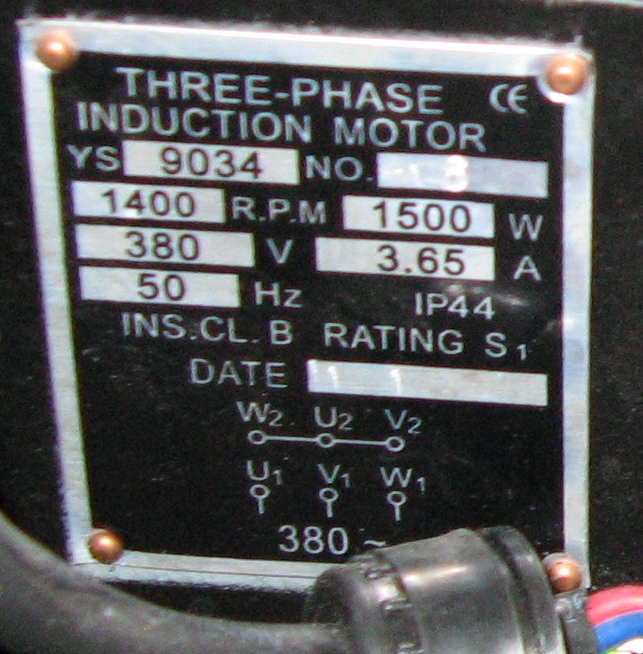 THREE-PHASE CE
INDUCTION MOTOR
YS 9034 NO.
1400 R.P.M 1500 W
380 V 3.65 A
50 Hz IP44
INS.CL.B RATING S1
DATE
W2 U2 V2
U1 V1 W1
380 ~